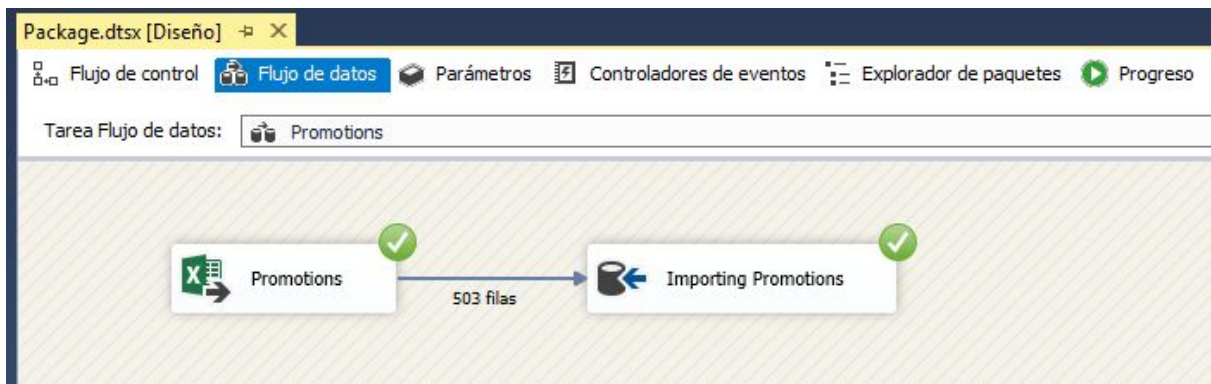 Package.dtsx [Diseño]
Flujo de control Flujo de datos Parámetros Controladores de eventos Explorador de paquetes Progreso
Tarea Flujo de datos: Promotions
Promotions Importing Promotions
503 filas